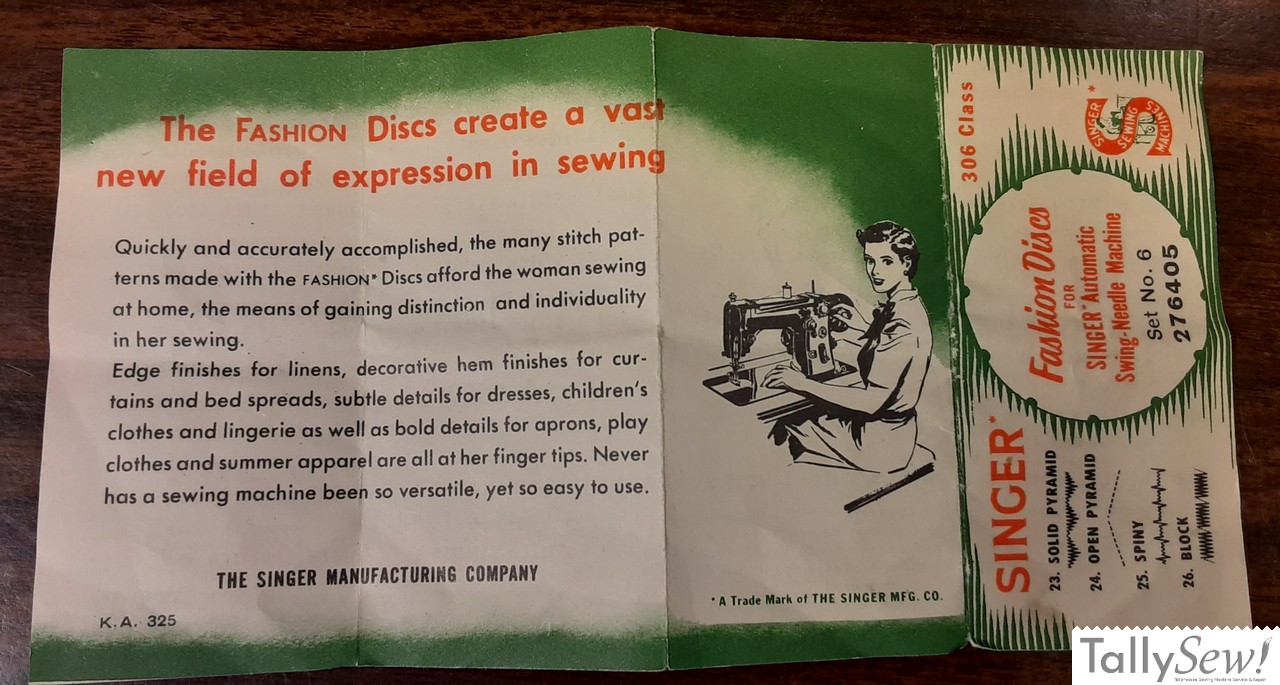 The FASHION Discs create a vast
new field of expression in sewing
Quickly and accurately accomplished, the many stitch pat-
terns made with the FASHION* Discs afford the woman sewing
at home, the means of gaining distinction and individuality
in her sewing.
Edge finishes for linens, decorative hem finishes for cur-
tains and bed spreads, subtle details for dresses, children's
clothes and lingerie as well as bold details for aprons, play
clothes and summer apparel are all at her finger tips. Never
has a sewing machine been so versatile, yet so easy to use.
THE SINGER MANUFACTURING COMPANY
K.A. 325
* A Trade Mark of THE SINGER MFG. CO.
306 Class
SINGER *
SEWING
MACHINES
Fashion Discs
FOR
SINGER* Automatic
Swing-Needle Machine
Set No. 6
276405
SINGER*
23. SOLID PYRAMID
24. OPEN PYRAMID
25. SPINY
26. BLOCK
TallySew!